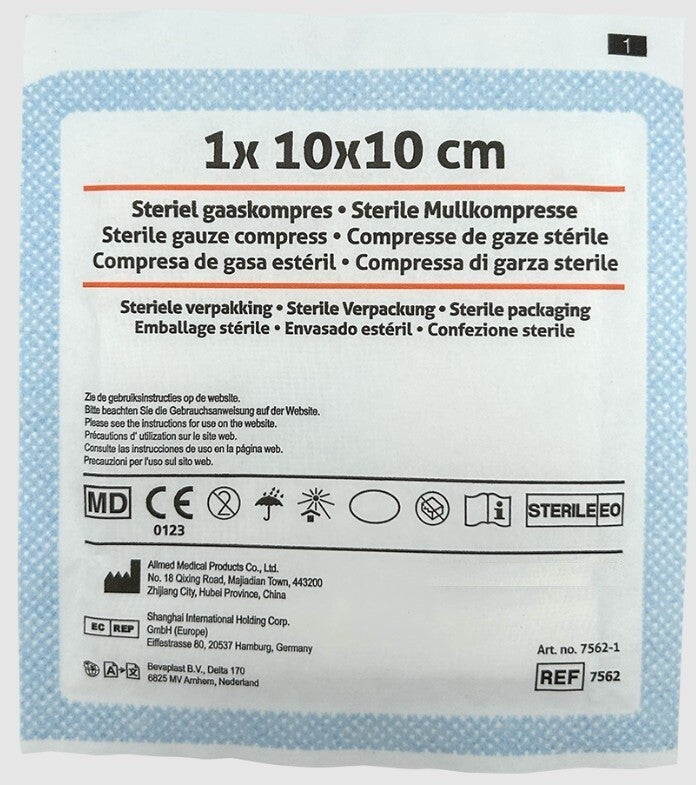 1
1x 10x10 cm
Steriel gaaskompres • Sterile Mullkompresse
Sterile gauze compress • Compresse de gaze stérile
Compresa de gasa estéril • Compressa di garza sterile
Steriele verpakking • Sterile Verpackung • Sterile packaging
Emballage stérile • Envasado estéril • Confezione sterile
Zie de gebruiksinstructies op de website.
Bitte beachten Sie die Gebrauchsanweisung auf der Website.
Please see the instructions for use on the website.
Précautions d' utilization sur le site web.
Consulte las instrucciones de uso en la página web.
Precauzioni per l'uso sul sito web.
MD CE 2 i STERILE EO
0123
Allmed Medical Products Co., Ltd.
No. 18 Qixing Road, Majiadian Town, 443200
Zhijiang City, Hubei Province, China
EC REP
Shanghai International Holding Corp.
GmbH (Europe)
Eiffestrasse 80, 20537 Hamburg, Germany
Bevaplast B.V., Delta 170
6825 MV Arnhem, Nederland
Art. no. 7562-1
REF 7562